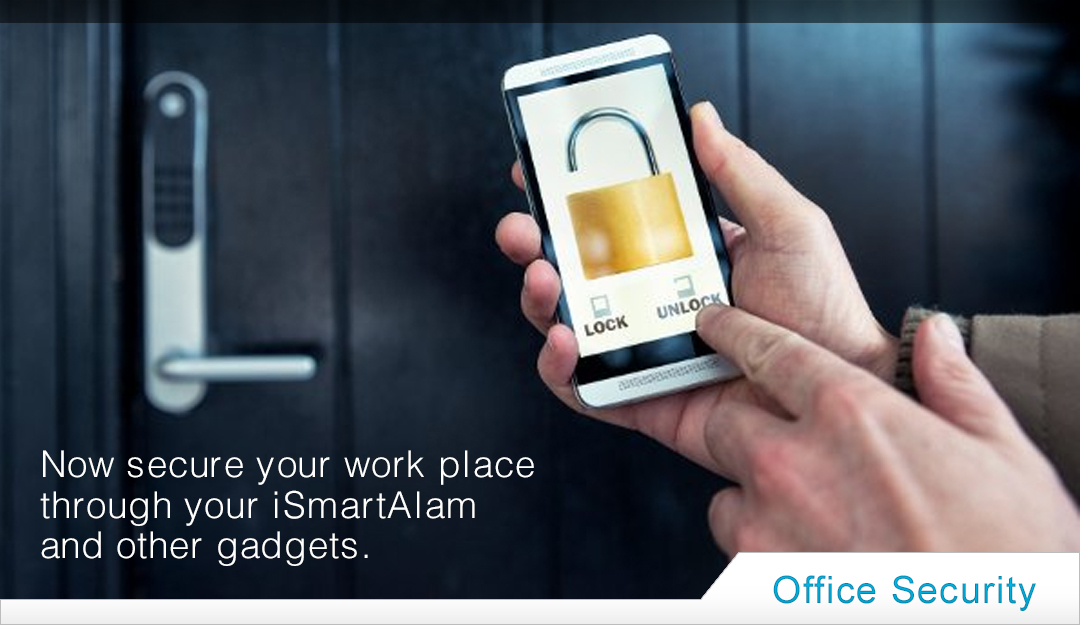 LOCK
UNLOCK
Now secure your work place
through your iSmartAlam
and other gadgets.
Office Security